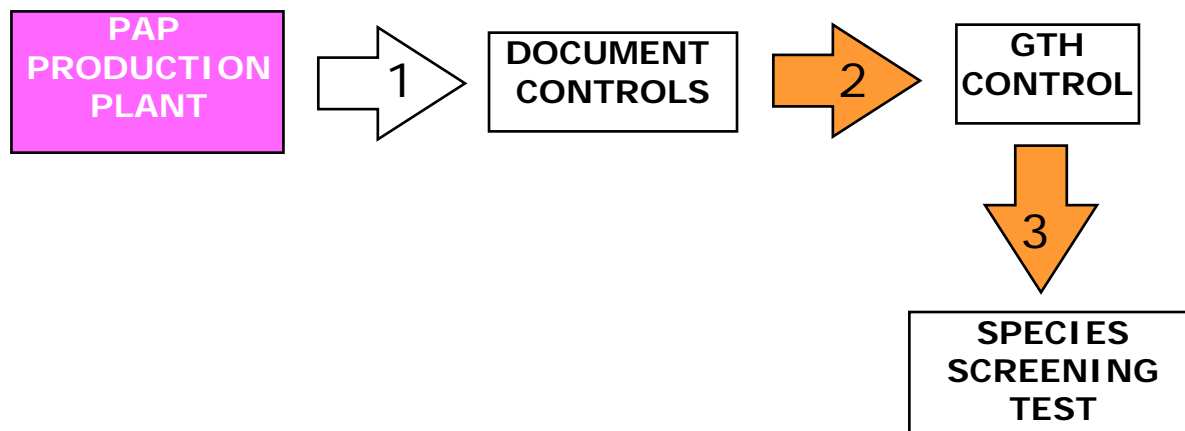 PAP
PRODUCTION
PLANT
1
DOCUMENT
CONTROLS
2
GTH
CONTROL
3
SPECIES
SCREENING
TEST